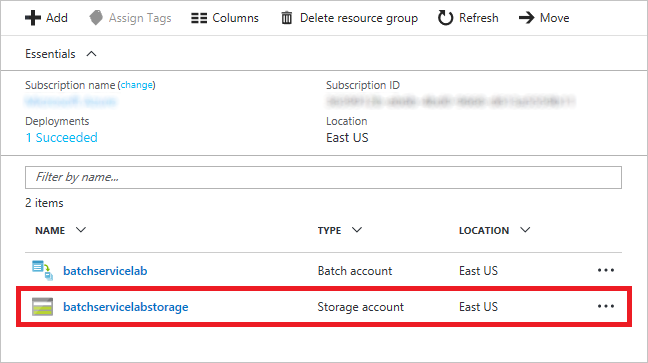 Add Assign Tags Columns Delete resource group Refresh Move
Essentials
Subscription name (change) Subscription ID
Deployments Location
1 Succeeded East US
Filter by name...
2 items
NAME TYPE LOCATION
batchservicelab Batch account East US ...
batchservicelabstorage Storage account East US ...